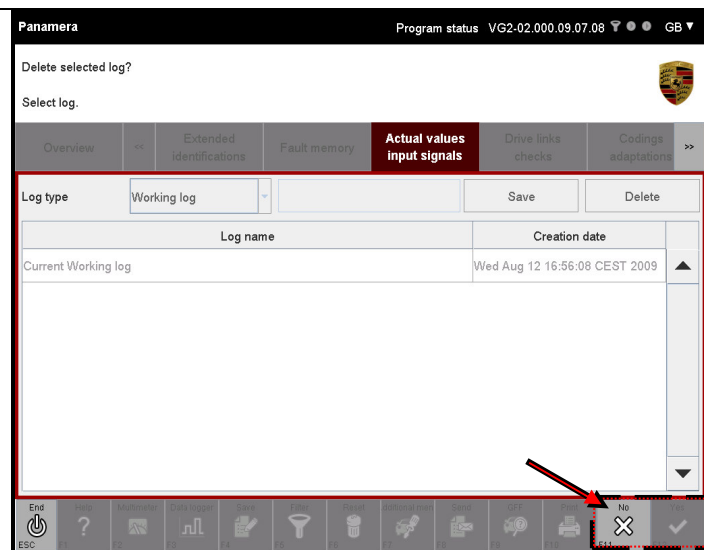 Panamera
Program status VG2-02.000.09.07.08 GB
Delete selected log?
Select log.
Overview
<<
Extended identifications
Fault memory
Actual values input signals
Drive links checks
Codings adaptations
>>
Log type
Working log
Save
Delete
Log name
Creation date
Current Working log
Wed Aug 12 16:56:08 CEST 2009
End
Help
Multimeter
Data logger
Save
Filter
Reset
Send
GFF
Print
No
Yes
ESC
F1
F2
F3
F4
F5
F6
F7
F8
F9
F10
F11